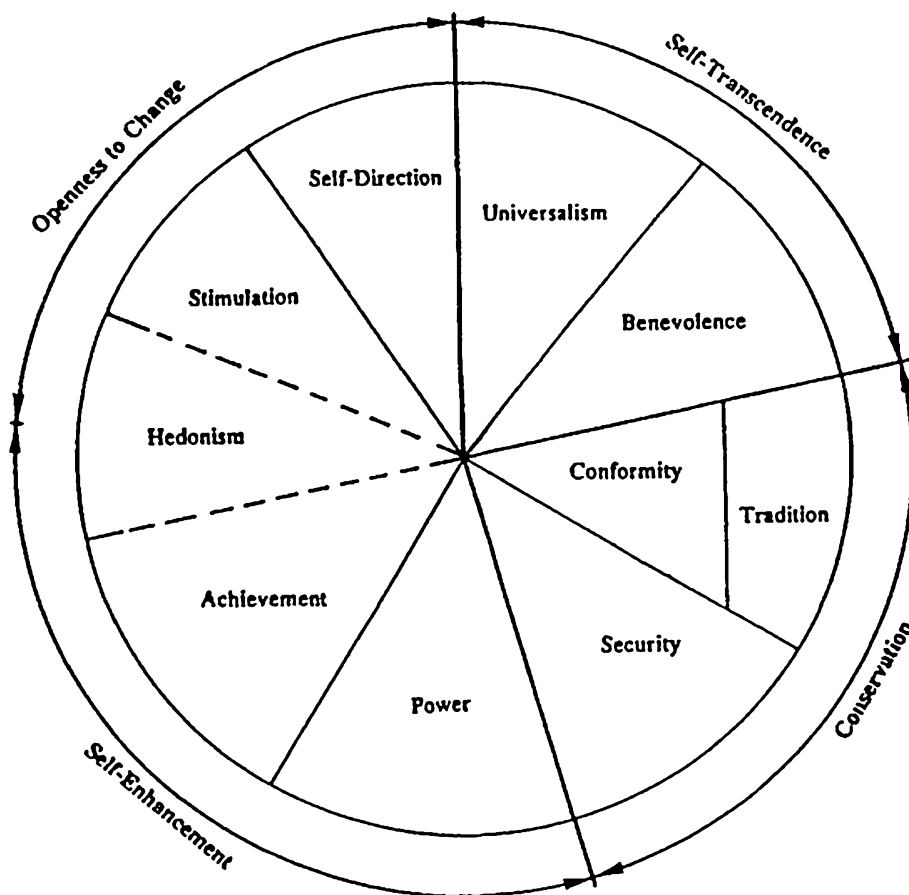 Openness to Change
Self-Transcendence
Self-Direction
Universalism
Stimulation
Benevolence
Hedonism
Conformity
Tradition
Achievement
Security
Power
Self-Enhancement
Conservation